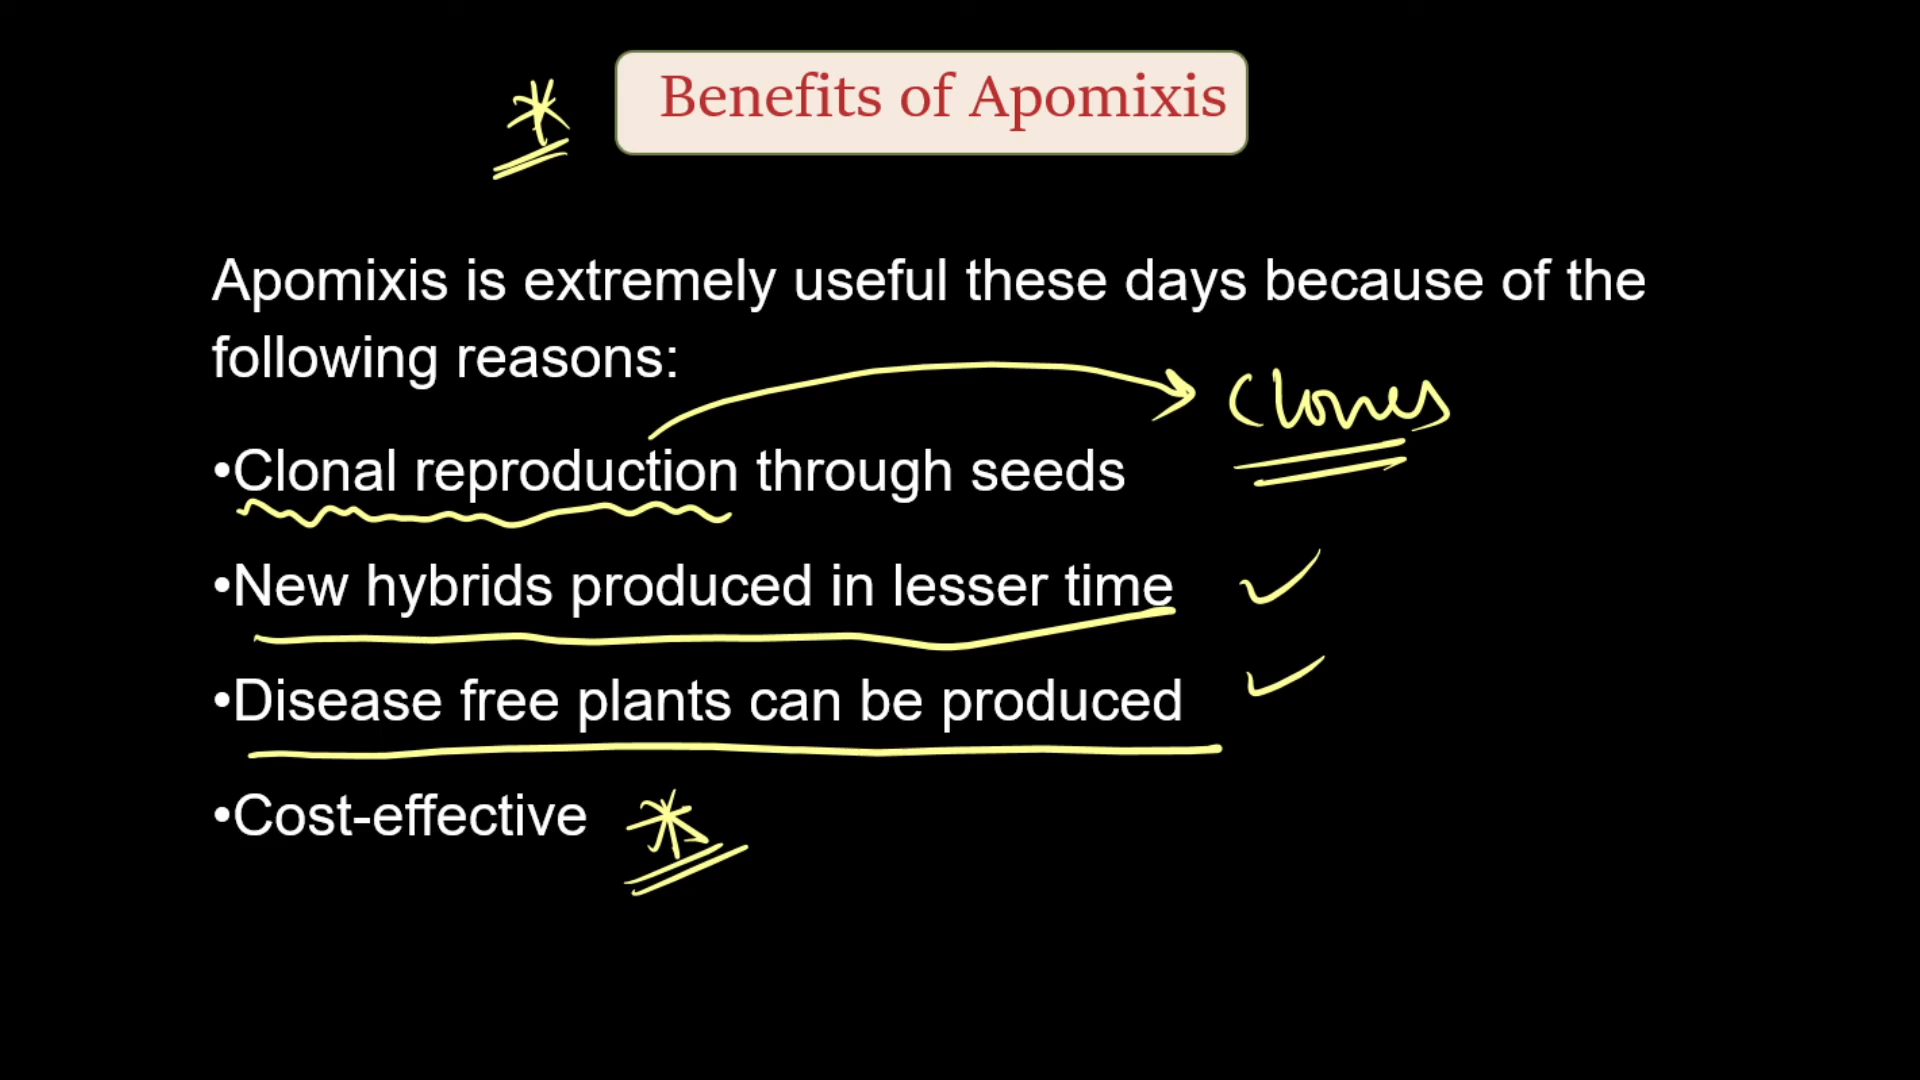 Benefits of Apomixis
Apomixis is extremely useful these days because of the
following reasons:
Clones
•Clonal reproduction through seeds
•New hybrids produced in lesser time
•Disease free plants can be produced
•Cost-effective